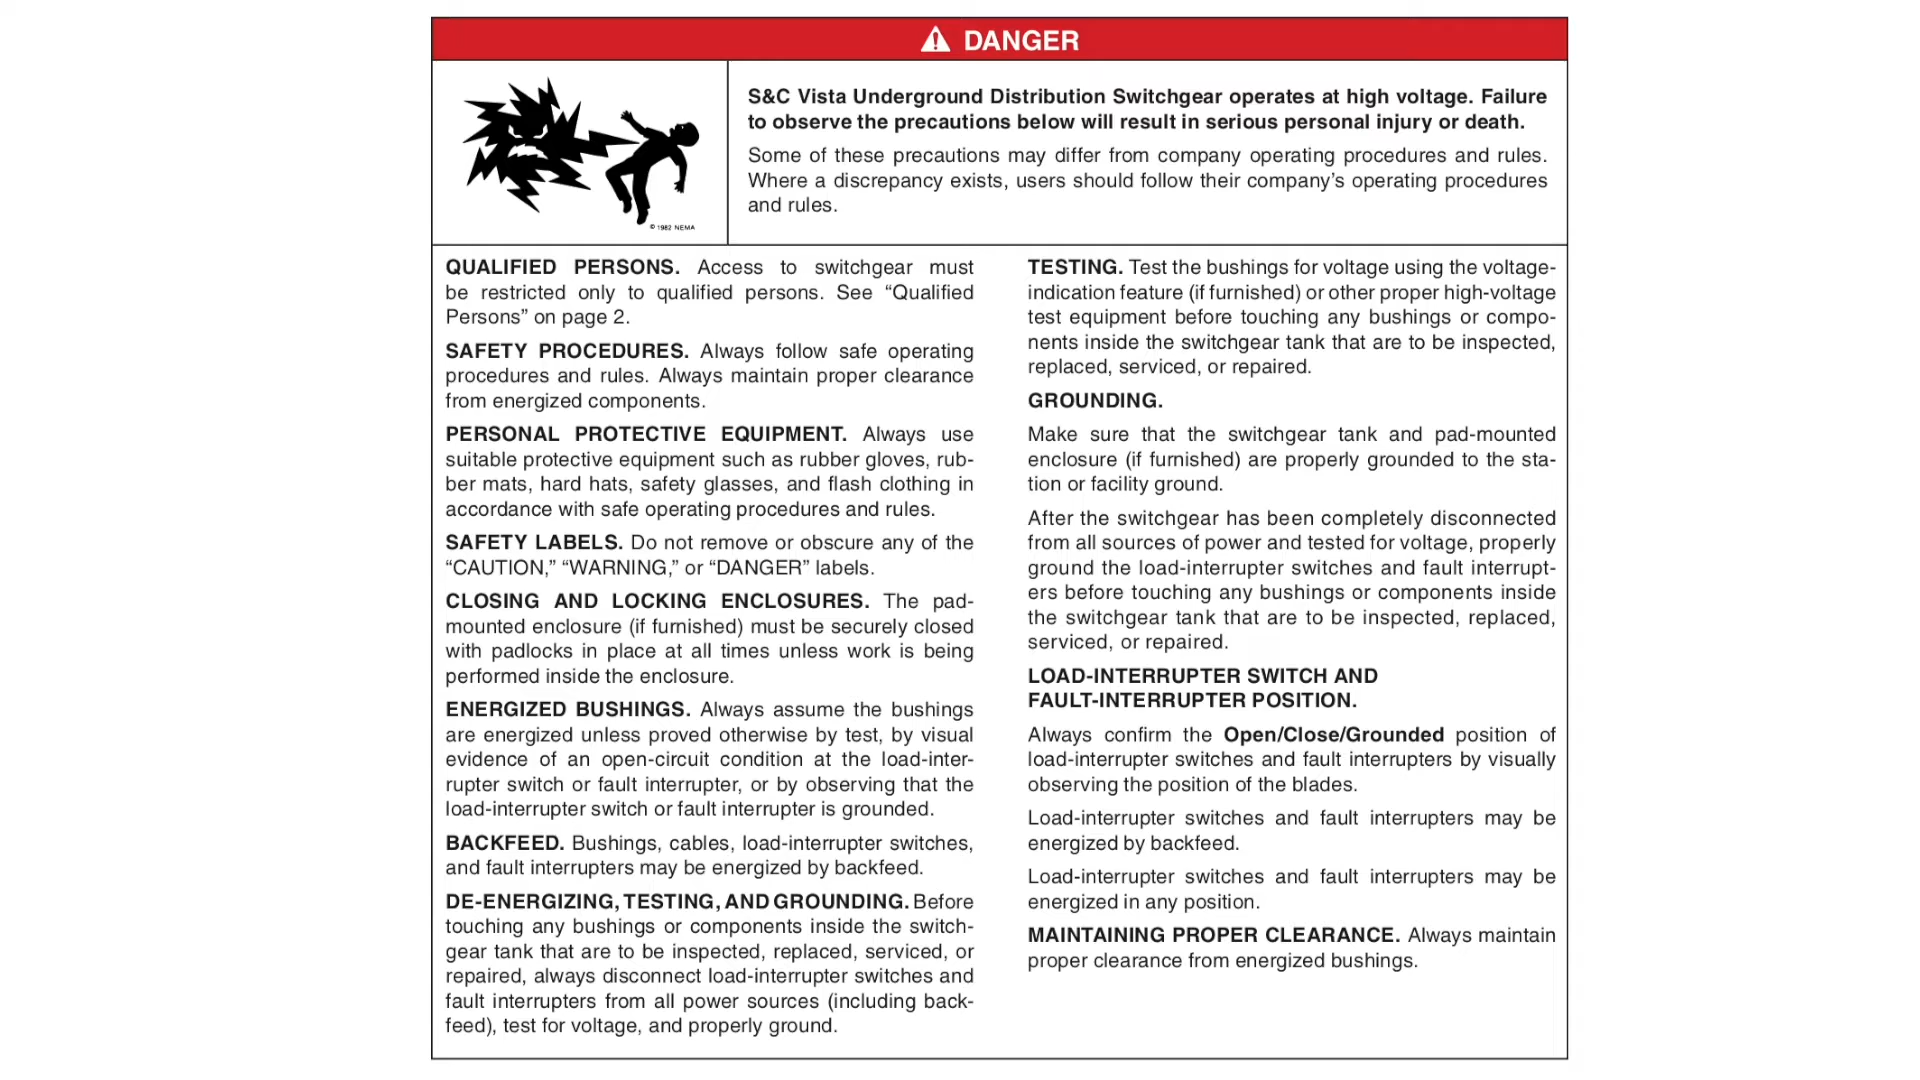 DANGER
S&C Vista Underground Distribution Switchgear operates at high voltage. Failure
to observe the precautions below will result in serious personal injury or death.
Some of these precautions may differ from company operating procedures and rules.
Where a discrepancy exists, users should follow their company’s operating procedures
and rules.
© 1982 NEMA
QUALIFIED PERSONS. Access to switchgear must
be restricted only to qualified persons. See “Qualified
Persons” on page 2.
SAFETY PROCEDURES. Always follow safe operating
procedures and rules. Always maintain proper clearance
from energized components.
PERSONAL PROTECTIVE EQUIPMENT. Always use
suitable protective equipment such as rubber gloves, rub-
ber mats, hard hats, safety glasses, and flash clothing in
accordance with safe operating procedures and rules.
SAFETY LABELS. Do not remove or obscure any of the
“CAUTION,” “WARNING,” or “DANGER” labels.
CLOSING AND LOCKING ENCLOSURES. The pad-
mounted enclosure (if furnished) must be securely closed
with padlocks in place at all times unless work is being
performed inside the enclosure.
ENERGIZED BUSHINGS. Always assume the bushings
are energized unless proved otherwise by test, by visual
evidence of an open-circuit condition at the load-inter-
rupter switch or fault interrupter, or by observing that the
load-interrupter switch or fault interrupter is grounded.
BACKFEED. Bushings, cables, load-interrupter switches,
and fault interrupters may be energized by backfeed.
DE-ENERGIZING, TESTING, AND GROUNDING. Before
touching any bushings or components inside the switch-
gear tank that are to be inspected, replaced, serviced, or
repaired, always disconnect load-interrupter switches and
fault interrupters from all power sources (including back-
feed), test for voltage, and properly ground.
TESTING. Test the bushings for voltage using the voltage-
indication feature (if furnished) or other proper high-voltage
test equipment before touching any bushings or compo-
nents inside the switchgear tank that are to be inspected,
replaced, serviced, or repaired.
GROUNDING.
Make sure that the switchgear tank and pad-mounted
enclosure (if furnished) are properly grounded to the sta-
tion or facility ground.
After the switchgear has been completely disconnected
from all sources of power and tested for voltage, properly
ground the load-interrupter switches and fault interrupt-
ers before touching any bushings or components inside
the switchgear tank that are to be inspected, replaced,
serviced, or repaired.
LOAD-INTERRUPTER SWITCH AND
FAULT-INTERRUPTER POSITION.
Always confirm the Open/Close/Grounded position of
load-interrupter switches and fault interrupters by visually
observing the position of the blades.
Load-interrupter switches and fault interrupters may be
energized by backfeed.
Load-interrupter switches and fault interrupters may be
energized in any position.
MAINTAINING PROPER CLEARANCE. Always maintain
proper clearance from energized bushings.